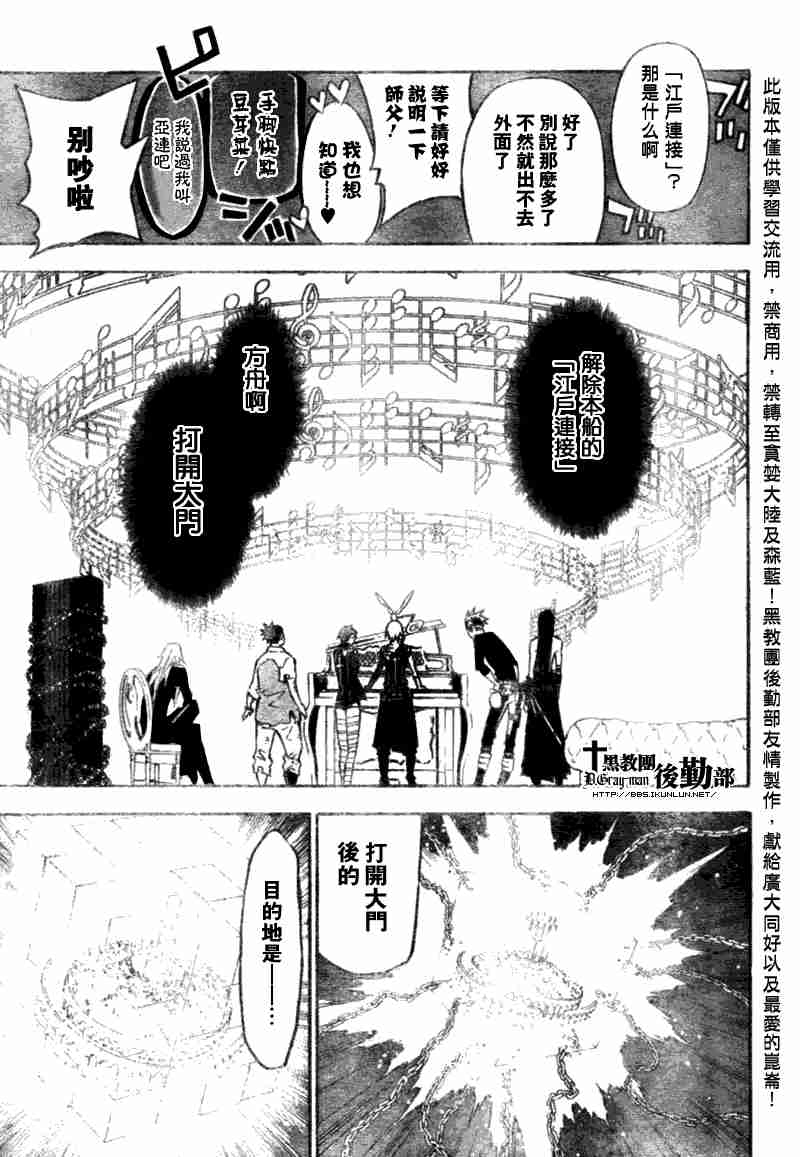 「江戶連接」？
那是什么啊
好了
別說那麼多了
不然就出不去
外面了
等下請好好
說明一下
師父！
我也想
知道——♥
手脚快點
豆芽菜！
我說過我叫
亞連吧
别吵啦
ピ
ジッ
解除本船的
「江戶連接」
方舟啊
打開大門
黑教團
D.Gray_man
後勤部
HTTP://BBS.IKUNLUN.NET/
打開大門
後的
目的地是——…
此版本僅供學習交流用，禁商用，禁轉至貪婪大陸及森藍！黑教團後勤部友情製作，獻給廣大同好以及最愛的崑崙！